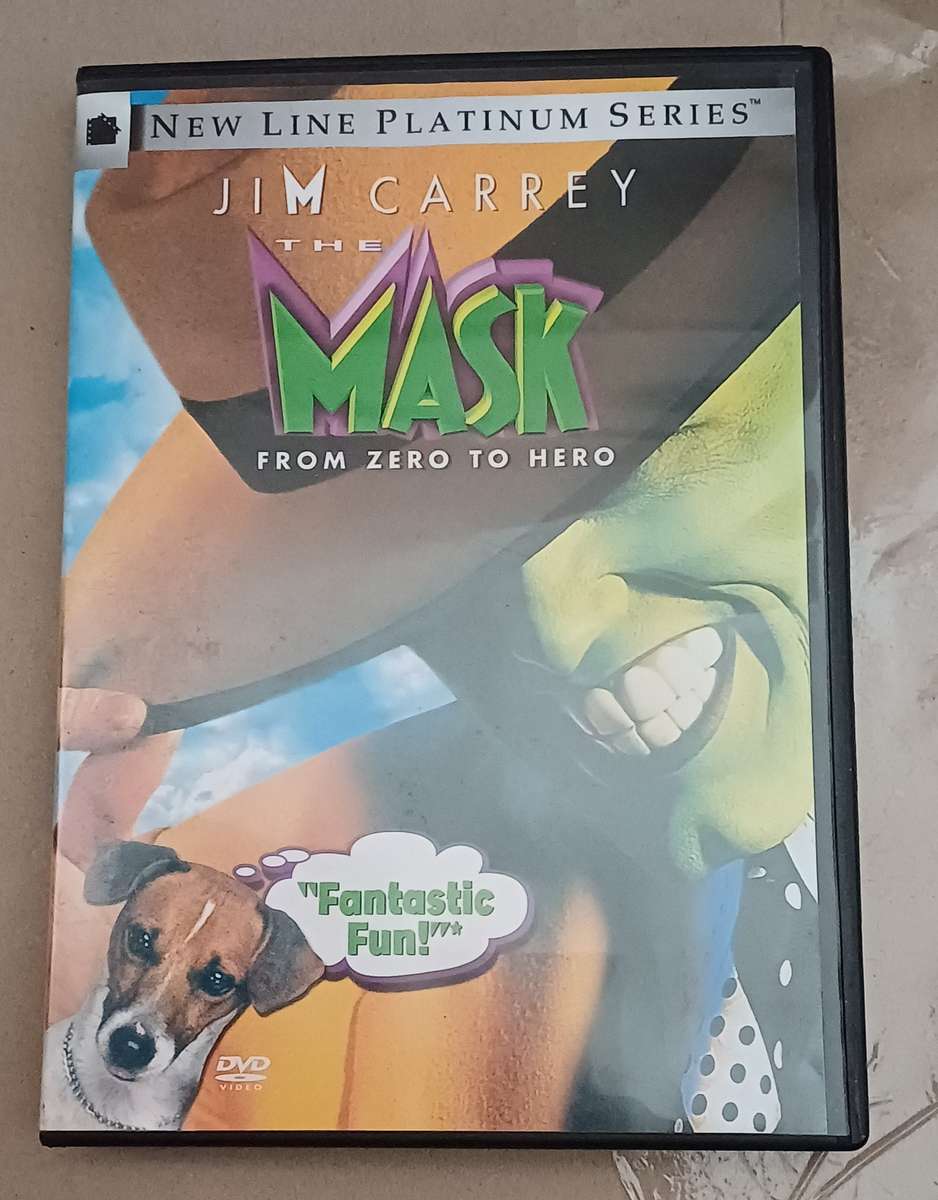 NEW LINE PLATINUM SERIES™
JIM CARREY
THE
MASK
FROM ZERO TO HERO
"Fantastic
Fun!"*
DVD
VIDEO